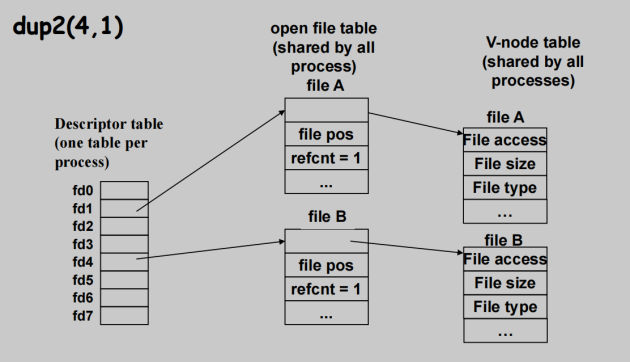 dup2(4,1)
open file table
(shared by all
process)
file A
V-node table
(shared by all
processes)
Descriptor table
(one table per
process)
fd0
fd1
fd2
fd3
fd4
fd5
fd6
fd7
file pos
refcnt = 1
...
file B
file pos
refcnt = 1
...
file A
File access
File size
File type
...
file B
File access
File size
File type
...